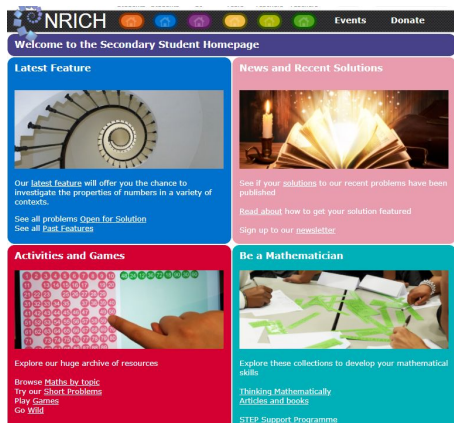 NRICH
Events
Donate
Welcome to the Secondary Student Homepage
Latest Feature
Our latest feature will offer you the chance to
investigate the properties of numbers in a variety of
contexts.
See all problems Open for Solution
See all Past Features
News and Recent Solutions
See if your solutions to our recent problems have been
published
Read about how to get your solution featured
Sign up to our newsletter
Activities and Games
Explore our huge archive of resources
Browse Maths by topic
Try our Short Problems
Play Games
Go Wild
Be a Mathematician
Explore these collections to develop your mathematical
skills
Thinking Mathematically
Articles and books
STEP Support Programme